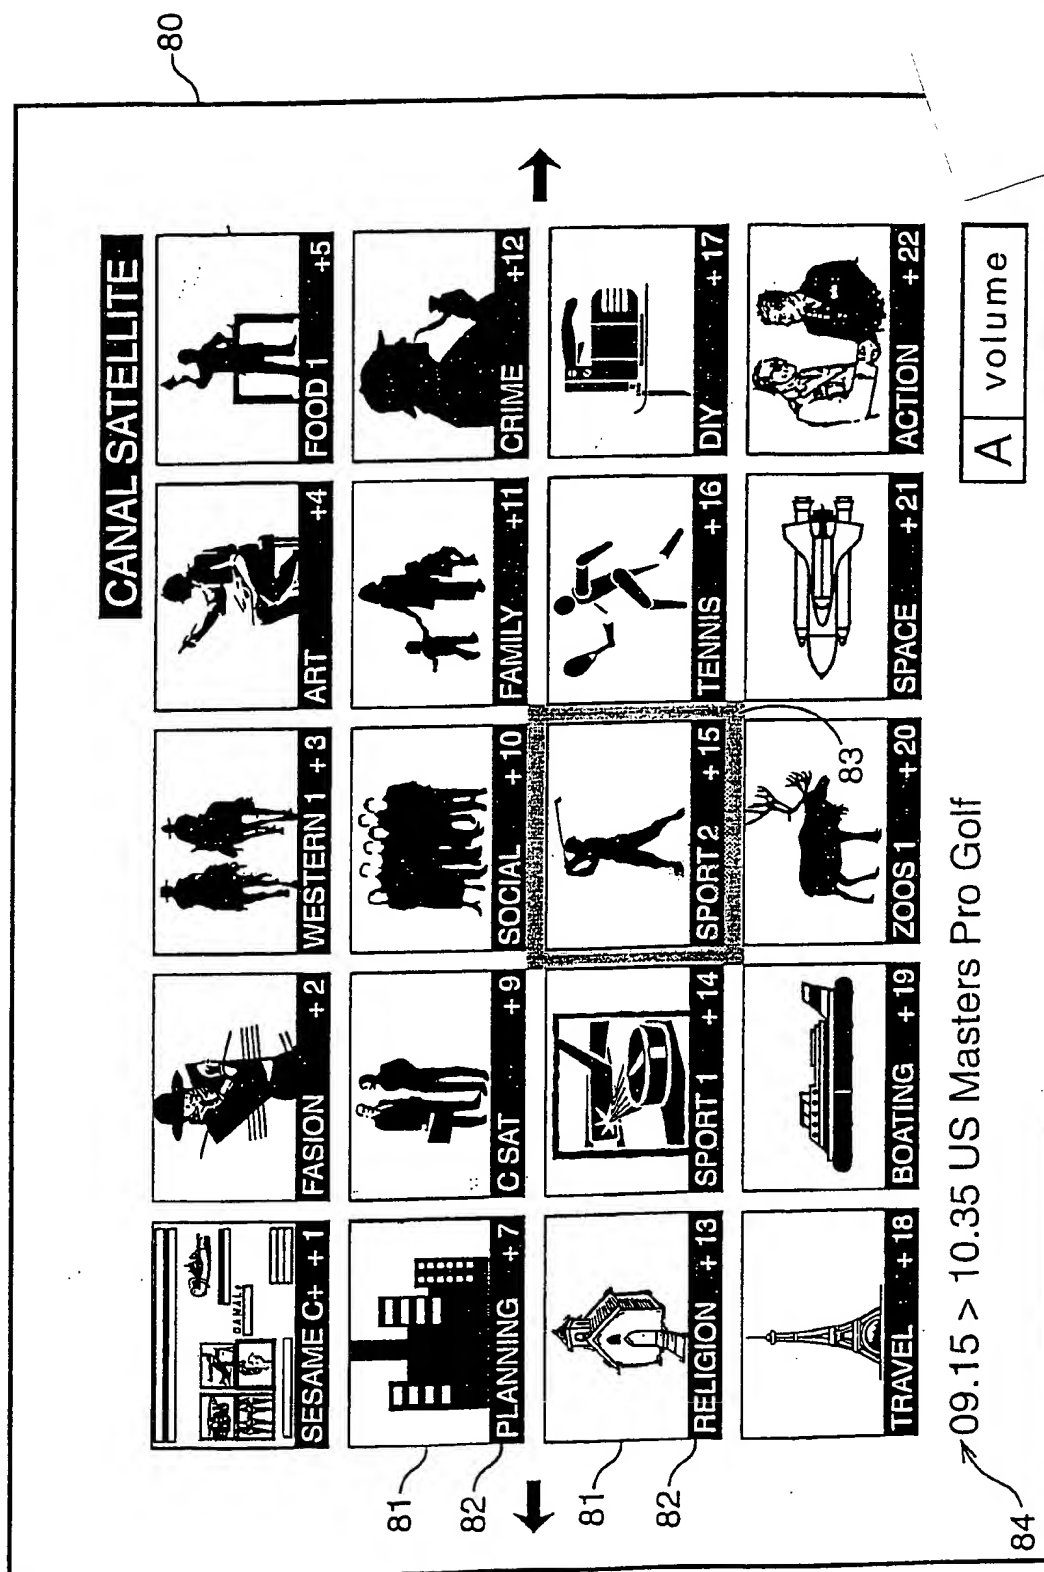 80
CANAL SATELLITE
SESAME C+ + 1
FASION + 2
WESTERN 1 + 3
ART +4
FOOD 1 +5
PLANNING +7
C SAT + 9
SOCIAL + 10
FAMILY +11
CRIME +12
RELIGION + 13
SPORT 1 + 14
SPORT 2 + 15
TENNIS + 16
DIY + 17
TRAVEL + 18
BOATING + 19
ZOOS 1 +20
SPACE +21
ACTION +22
81
82
81
82
83
84
09.15 > 10.35 US Masters Pro Golf
A volume